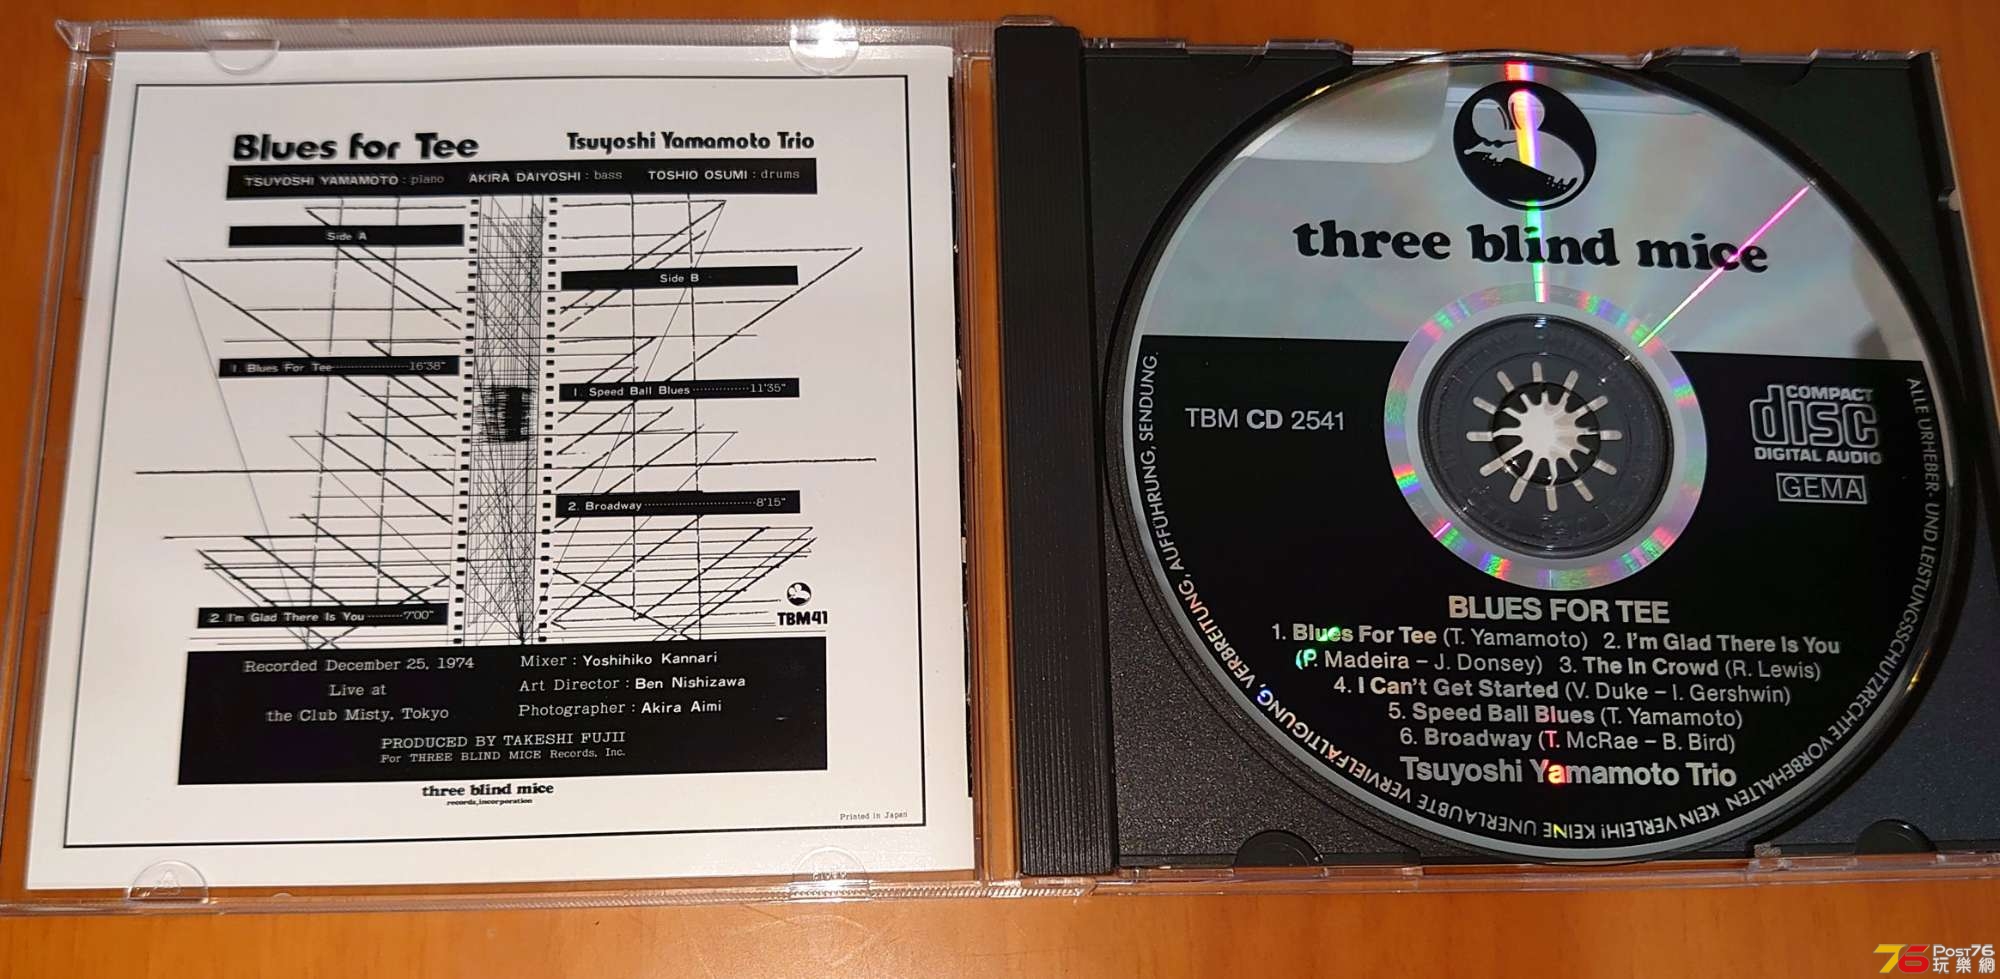 Blues for Tee
Tsuyoshi Yamamoto Trio
TSUYOSHI YAMAMOTO : piano AKIRA DAIYOSHI : bass TOSHIO OSUMI : drums
Side A
1. Blues For Tee 16'38"
2. I'm Glad There Is You 7'00"
Side B
1. Speed Ball Blues 11'35"
2. Broadway 8'15"
TBM41
Recorded December 25, 1974
Live at
the Club Misty, Tokyo
Mixer : Yoshihiko Kannari
Art Director : Ben Nishizawa
Photographer : Akira Aimi
PRODUCED BY TAKESHI FUJII
For THREE BLIND MICE Records, Inc.
three blind mice
records, incorporation
Printed in Japan
three blind mice
TBM CD 2541
COMPACT
disc
DIGITAL AUDIO
GEMA
BLUES FOR TEE
1. Blues For Tee (T. Yamamoto) 2. I'm Glad There Is You
(P. Madeira – J. Donsey) 3. The In Crowd (R. Lewis)
4. I Can't Get Started (V. Duke – I. Gershwin)
5. Speed Ball Blues (T. Yamamoto)
6. Broadway (T. McRae – B. Bird)
Tsuyoshi Yamamoto Trio
ALLE URHEBER- UND LEISTUNGSSCHUTZRECHTE VORBEHALTEN. KEIN VERLEIH! KEINE UNERLAUBTE VERVIELFÄLTIGUNG, VERBREITUNG, AUFFÜHRUNG, SENDUNG.
76 POST76
玩樂網